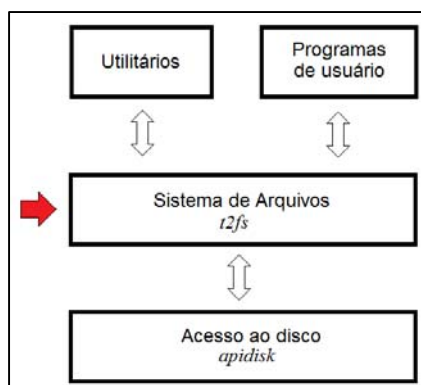 Utilitários
Programas
de usuário
Sistema de Arquivos
t2fs
Acesso ao disco
apidisk